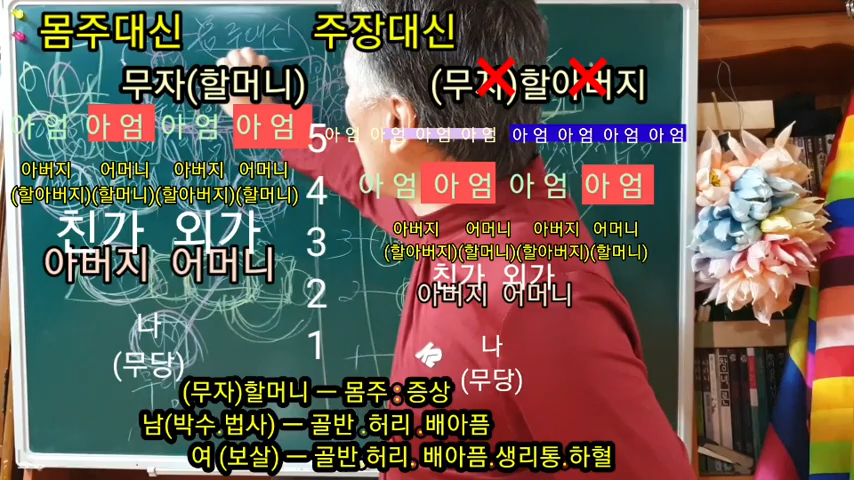 몸주대신 주장대신
무자(할머니) (무자)할아버지
아 엄 아 엄 아 엄 아 엄 5 아 엄 아 엄 아 엄 아 엄 아 엄 아 엄 아 엄 아 엄
아버지 어머니 아버지 어머니
(할아버지)(할머니)(할아버지)(할머니) 4 아 엄 아 엄 아 엄 아 엄
친가 외가 3 아버지 어머니 아버지 어머니
(할아버지)(할머니)(할아버지)(할머니)
아버지 어머니 친가 외가
2 아버지 어머니
나 1 나
(무당) (무당)
(무자)할머니 ㅡ 몸주 : 증상
남(박수.법사) ㅡ 골반 .허리 .배아픔
여 (보살) ㅡ 골반.허리. 배아픔.생리통.하혈